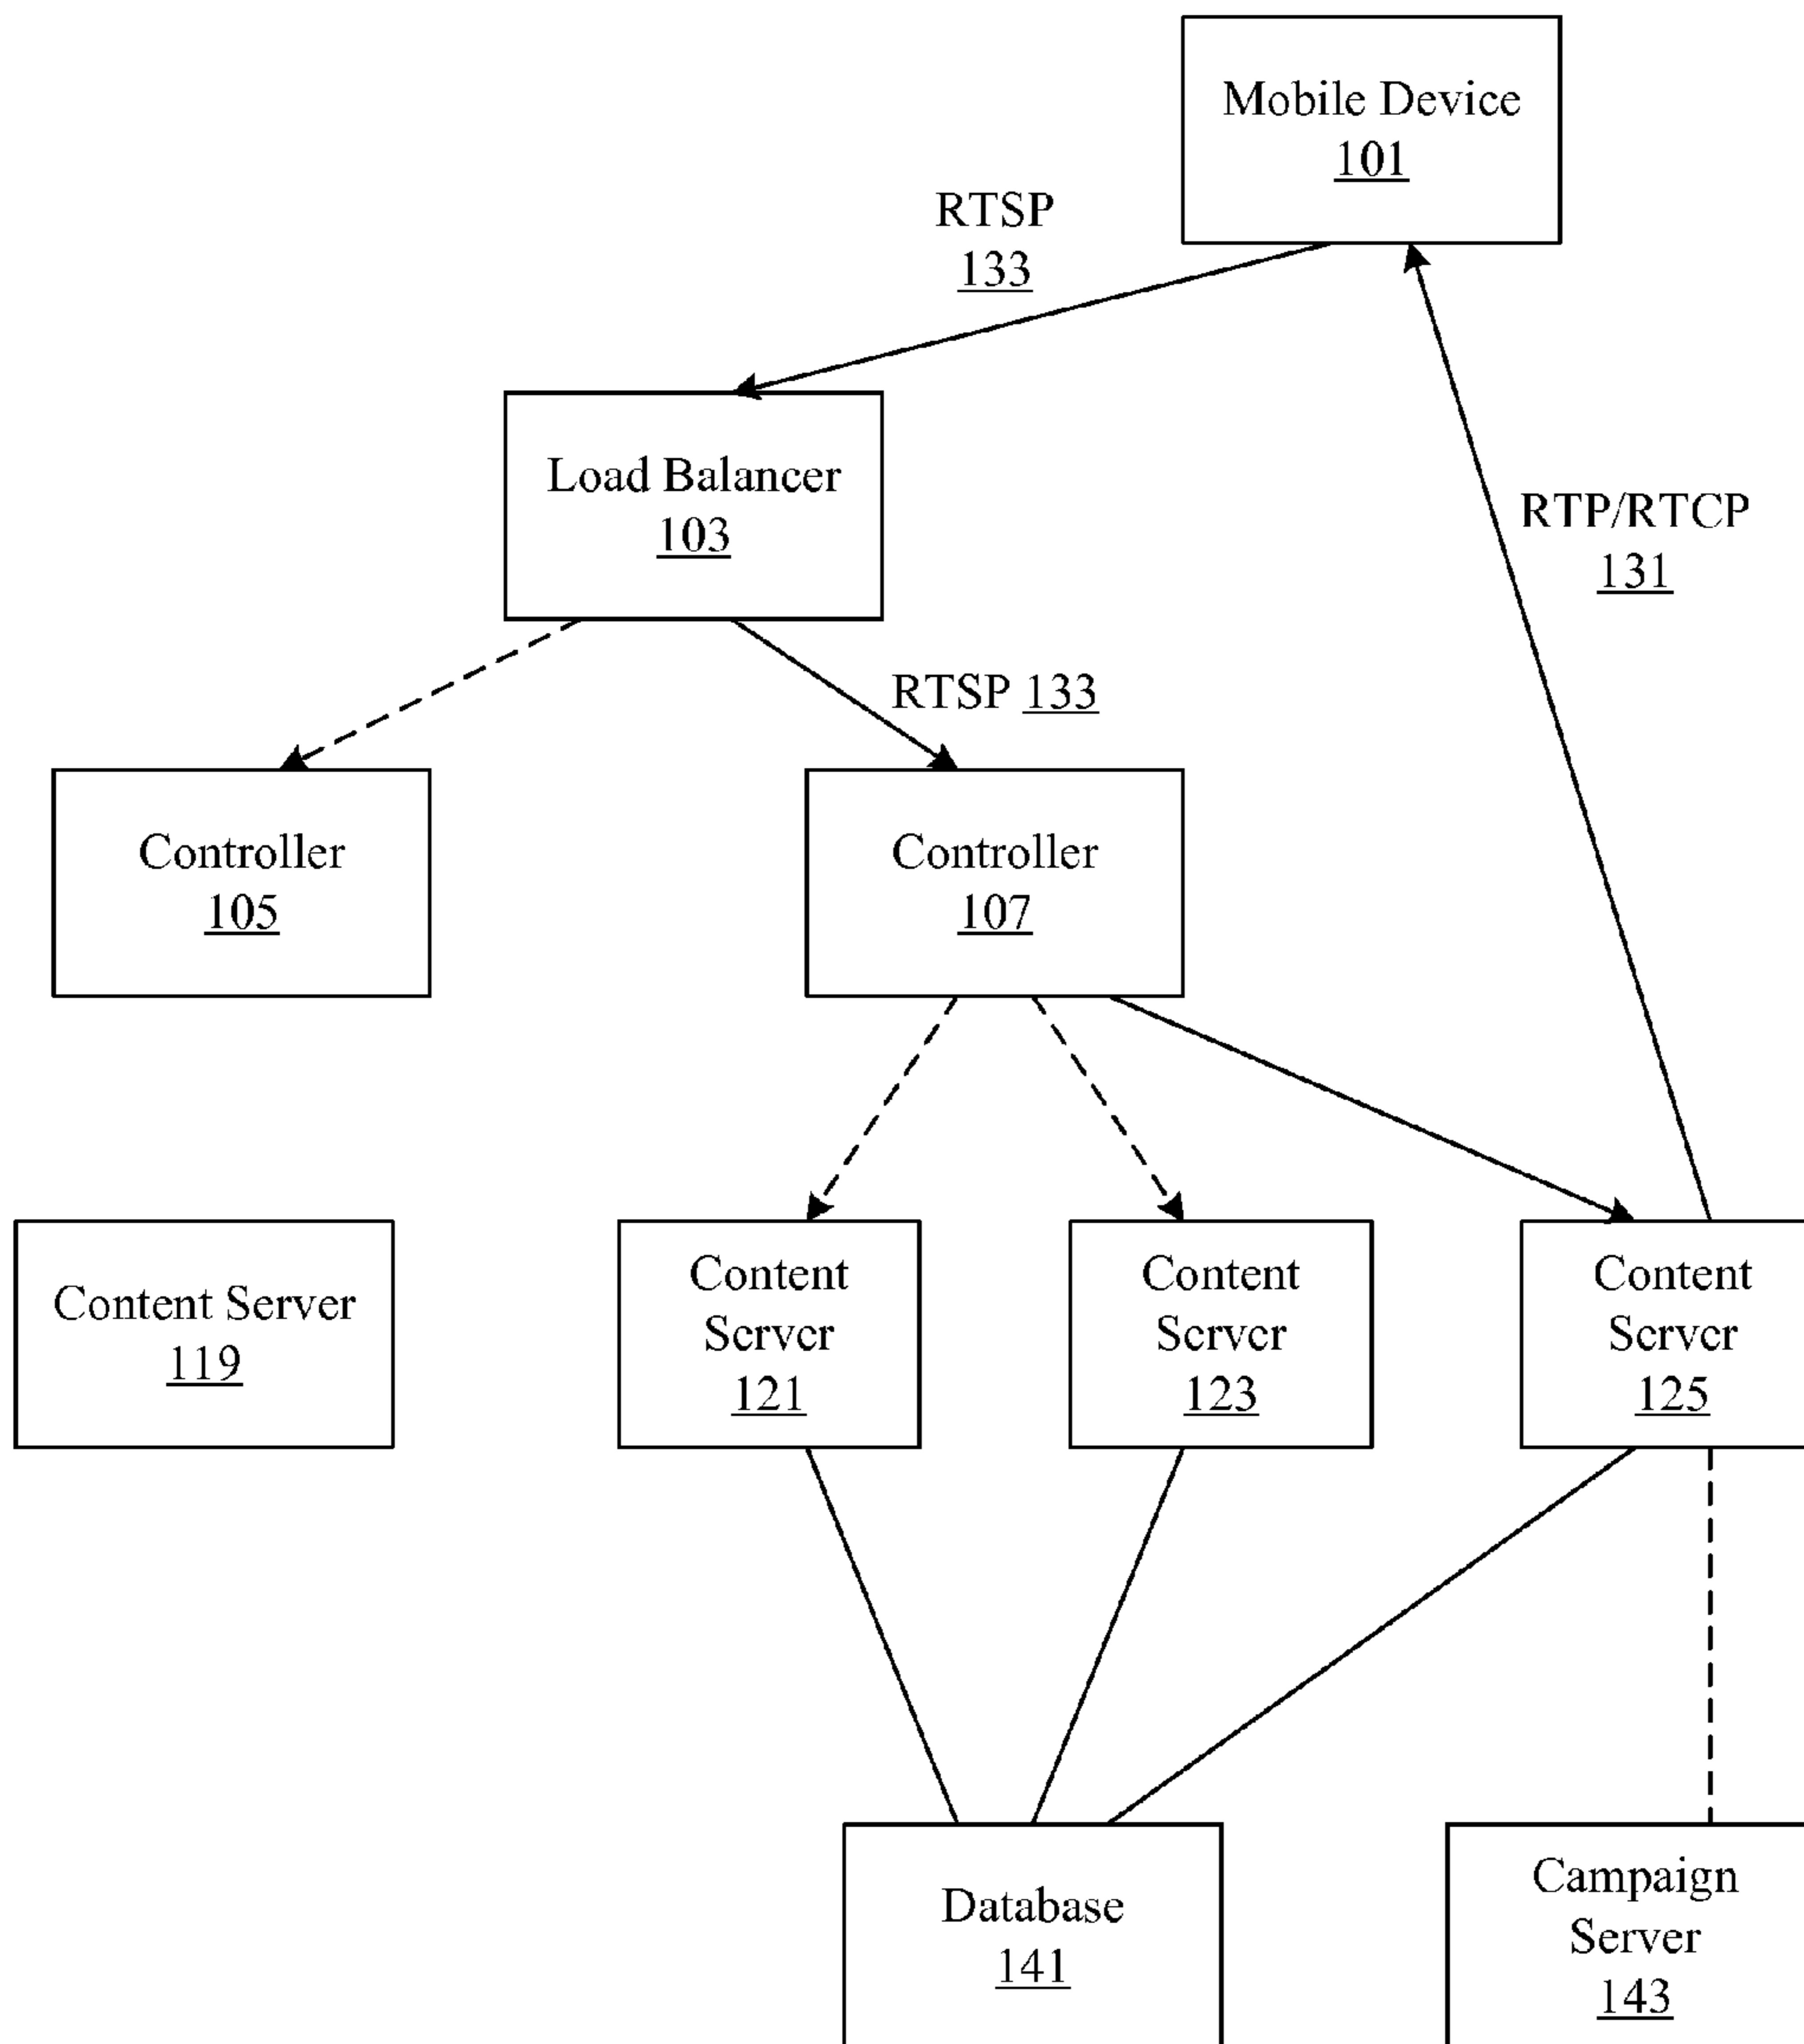 Mobile Device
101
RTSP
133
Load Balancer
103
RTP/RTCP
131
RTSP 133
Controller
105
Controller
107
Content Server
119
Content
Server
121
Content
Server
123
Content
Server
125
Database
141
Campaign
Server
143